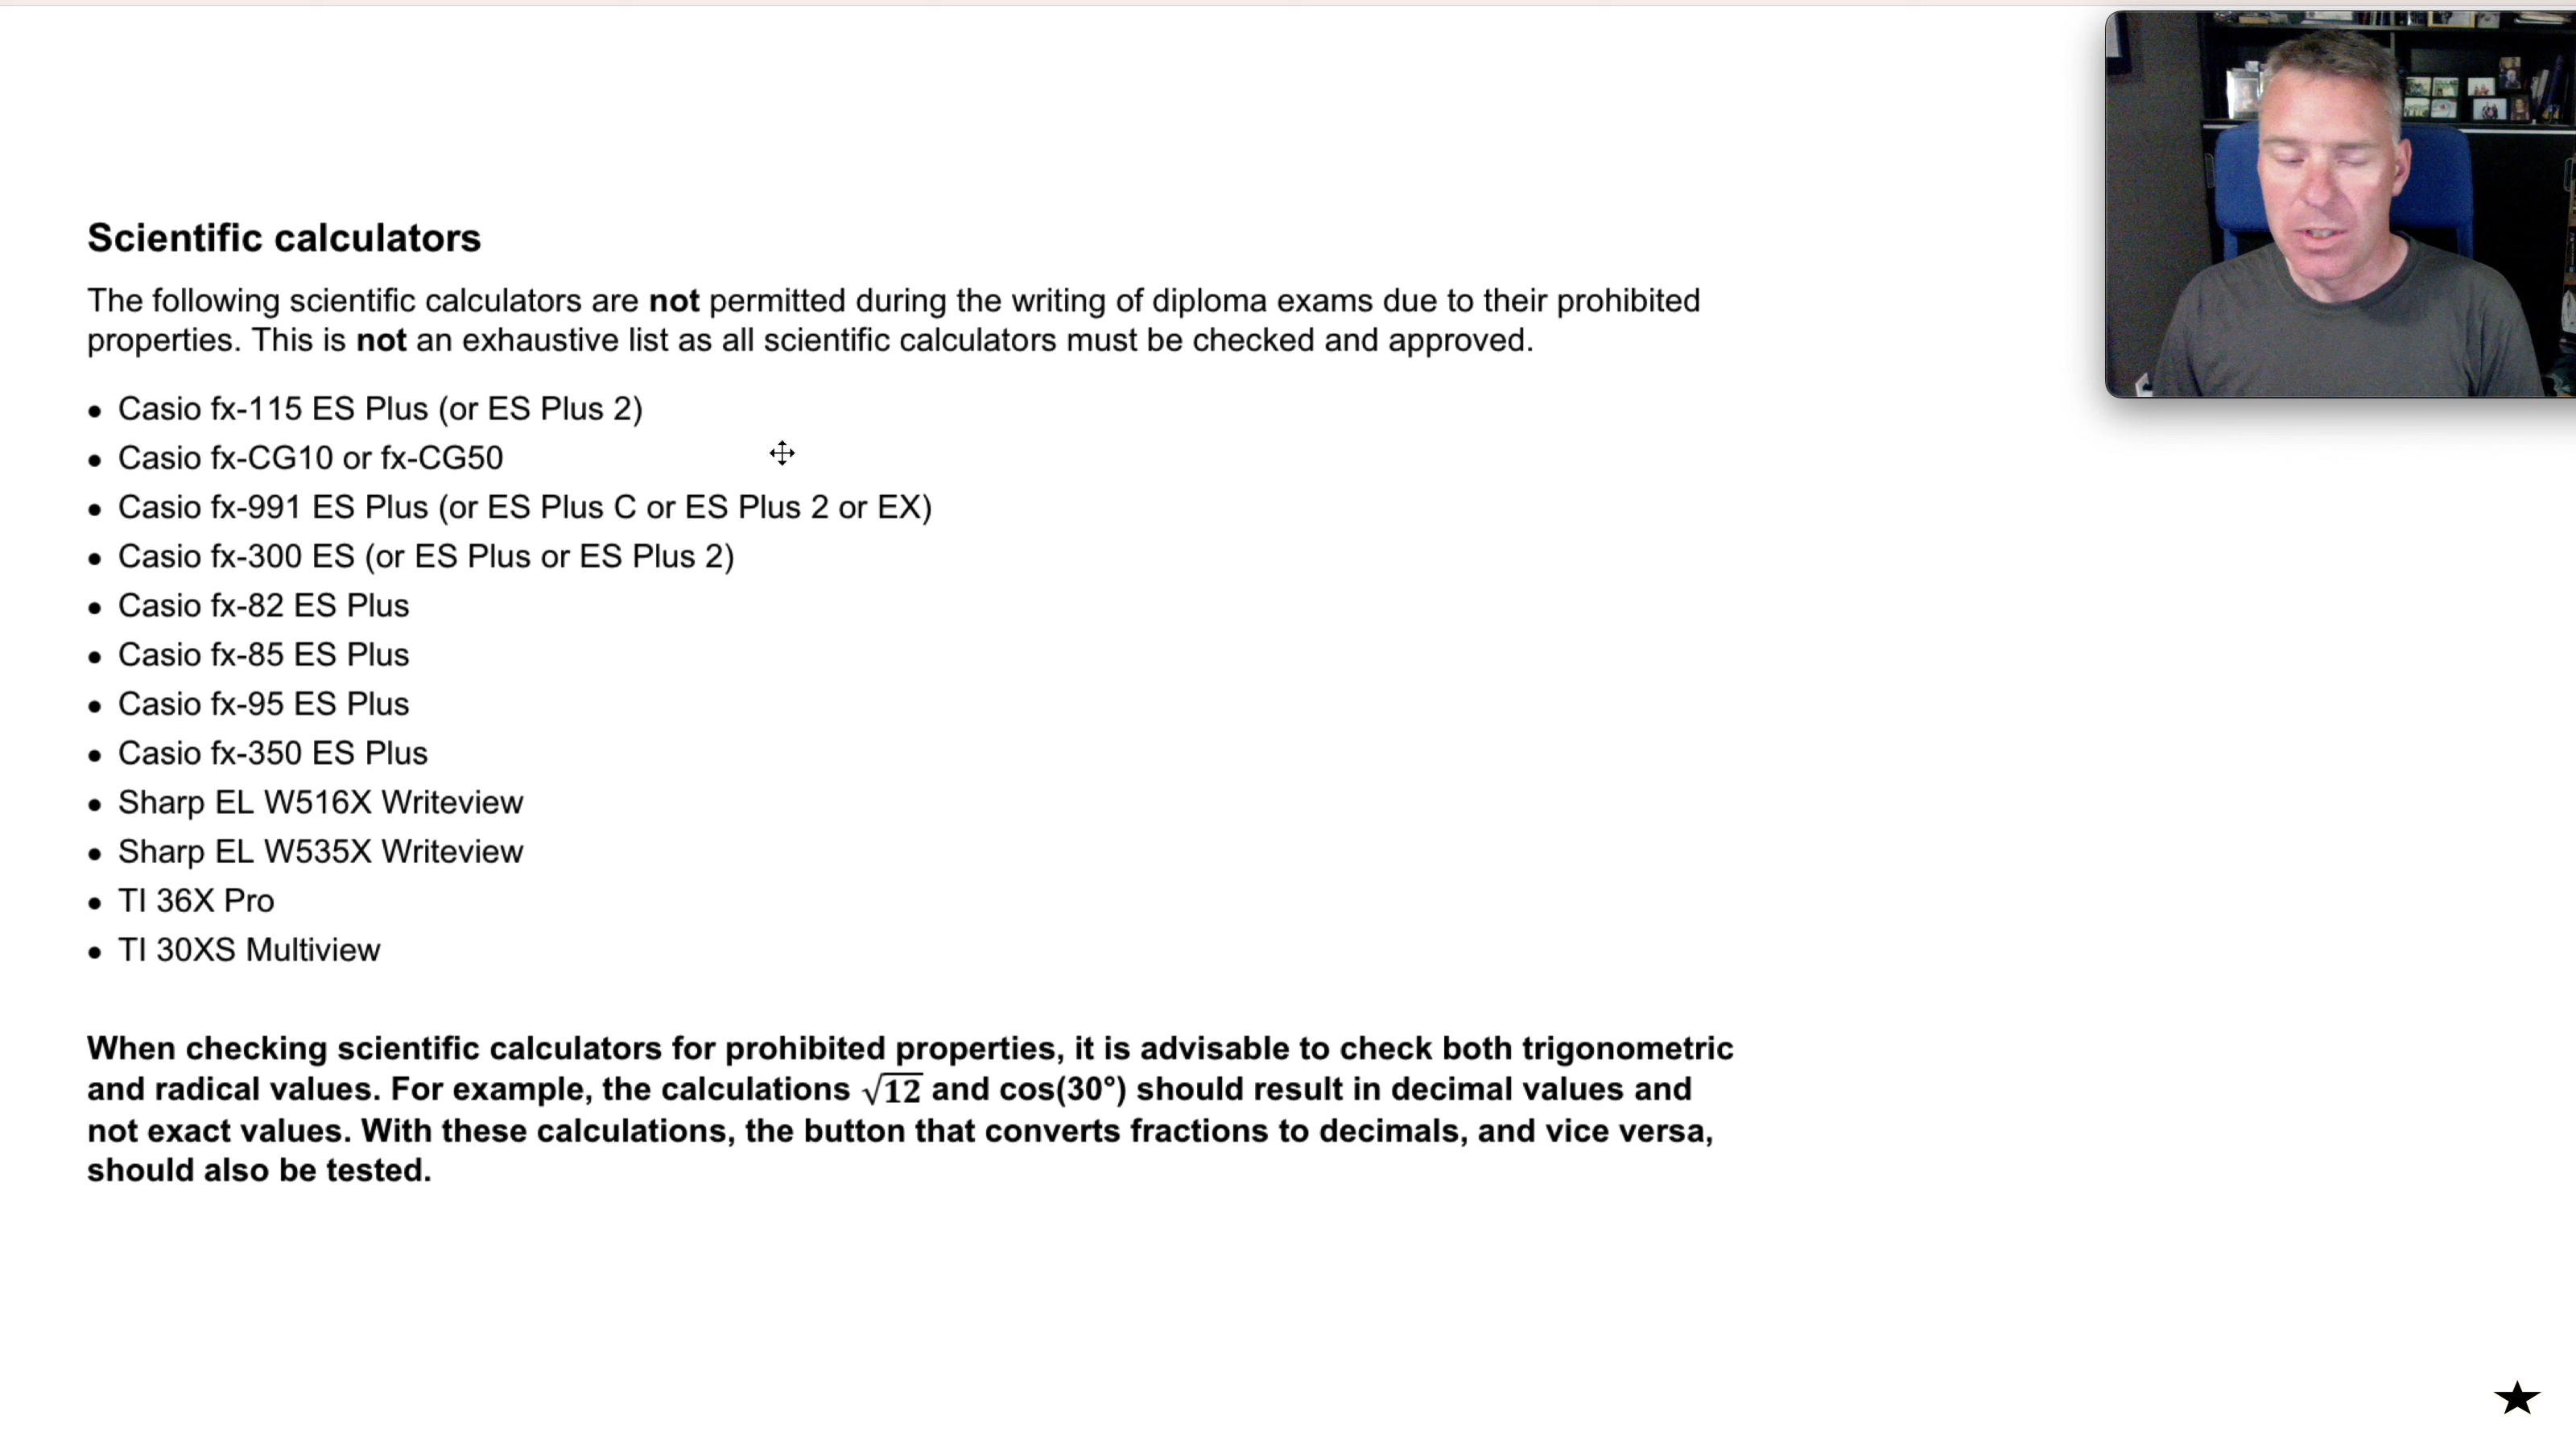 Scientific calculators
The following scientific calculators are not permitted during the writing of diploma exams due to their prohibited
properties. This is not an exhaustive list as all scientific calculators must be checked and approved.
• Casio fx-115 ES Plus (or ES Plus 2)
• Casio fx-CG10 or fx-CG50
• Casio fx-991 ES Plus (or ES Plus C or ES Plus 2 or EX)
• Casio fx-300 ES (or ES Plus or ES Plus 2)
• Casio fx-82 ES Plus
• Casio fx-85 ES Plus
• Casio fx-95 ES Plus
• Casio fx-350 ES Plus
• Sharp EL W516X Writeview
• Sharp EL W535X Writeview
• TI 36X Pro
• TI 30XS Multiview
When checking scientific calculators for prohibited properties, it is advisable to check both trigonometric
and radical values. For example, the calculations √12 and cos(30°) should result in decimal values and
not exact values. With these calculations, the button that converts fractions to decimals, and vice versa,
should also be tested.